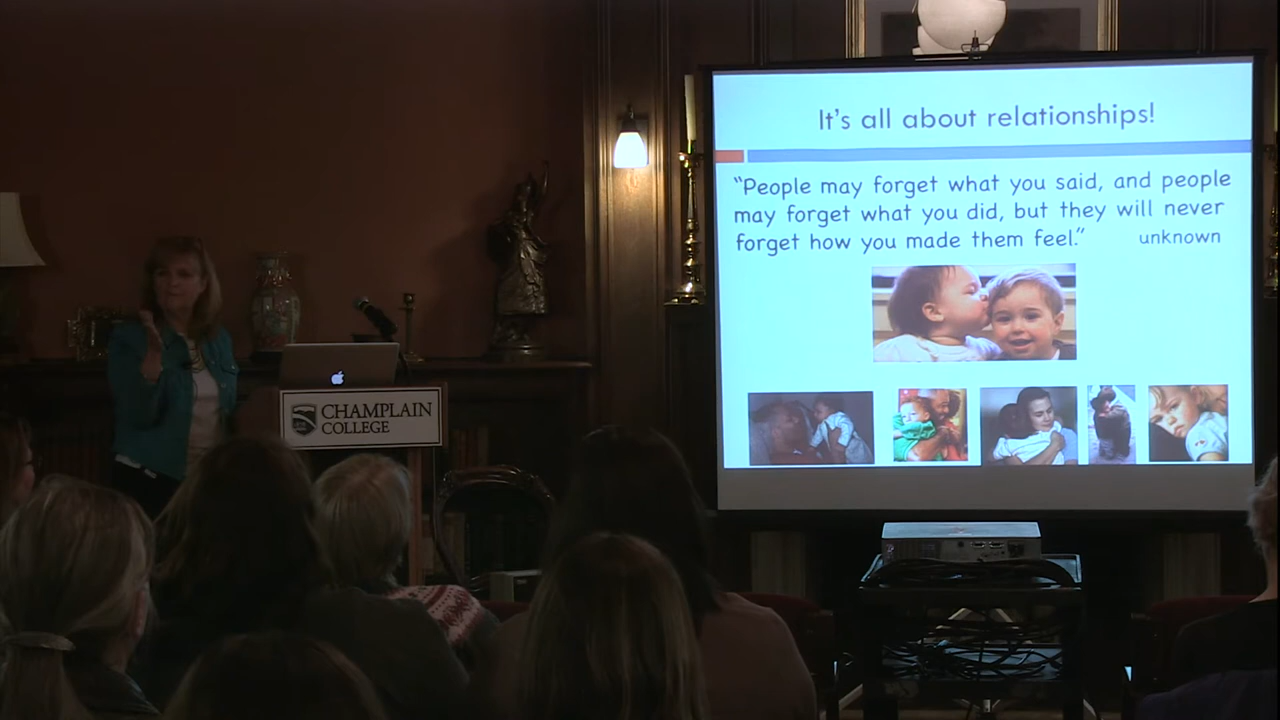 It's all about relationships!
“People may forget what you said, and people
may forget what you did, but they will never
forget how you made them feel.” unknown
CHAMPLAIN
COLLEGE